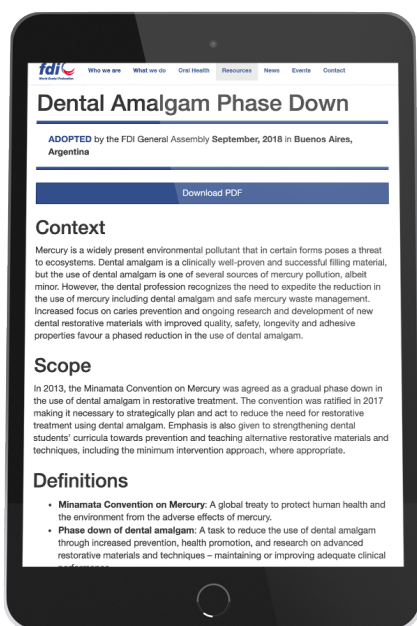 fdi
World Dental Federation
Who we are What we do Oral Health Resources News Events Contact
Dental Amalgam Phase Down
ADOPTED by the FDI General Assembly September, 2018 in Buenos Aires,
Argentina
Download PDF
Context
Mercury is a widely present environmental pollutant that in certain forms poses a threat
to ecosystems. Dental amalgam is a clinically well-proven and successful filling material,
but the use of dental amalgam is one of several sources of mercury pollution, albeit
minor. However, the dental profession recognizes the need to expedite the reduction in
the use of mercury including dental amalgam and safe mercury waste management.
Increased focus on caries prevention and ongoing research and development of new
dental restorative materials with improved quality, safety, longevity and adhesive
properties favour a phased reduction in the use of dental amalgam.
Scope
In 2013, the Minamata Convention on Mercury was agreed as a gradual phase down in
the use of dental amalgam in restorative treatment. The convention was ratified in 2017
making it necessary to strategically plan and act to reduce the need for restorative
treatment using dental amalgam. Emphasis is also given to strengthening dental
students' curricula towards prevention and teaching alternative restorative materials and
techniques, including the minimum intervention approach, where appropriate.
Definitions
• Minamata Convention on Mercury: A global treaty to protect human health and
the environment from the adverse effects of mercury.
• Phase down of dental amalgam: A task to reduce the use of dental amalgam
through increased prevention, health promotion, and research on advanced
restorative materials and techniques – maintaining or improving adequate clinical